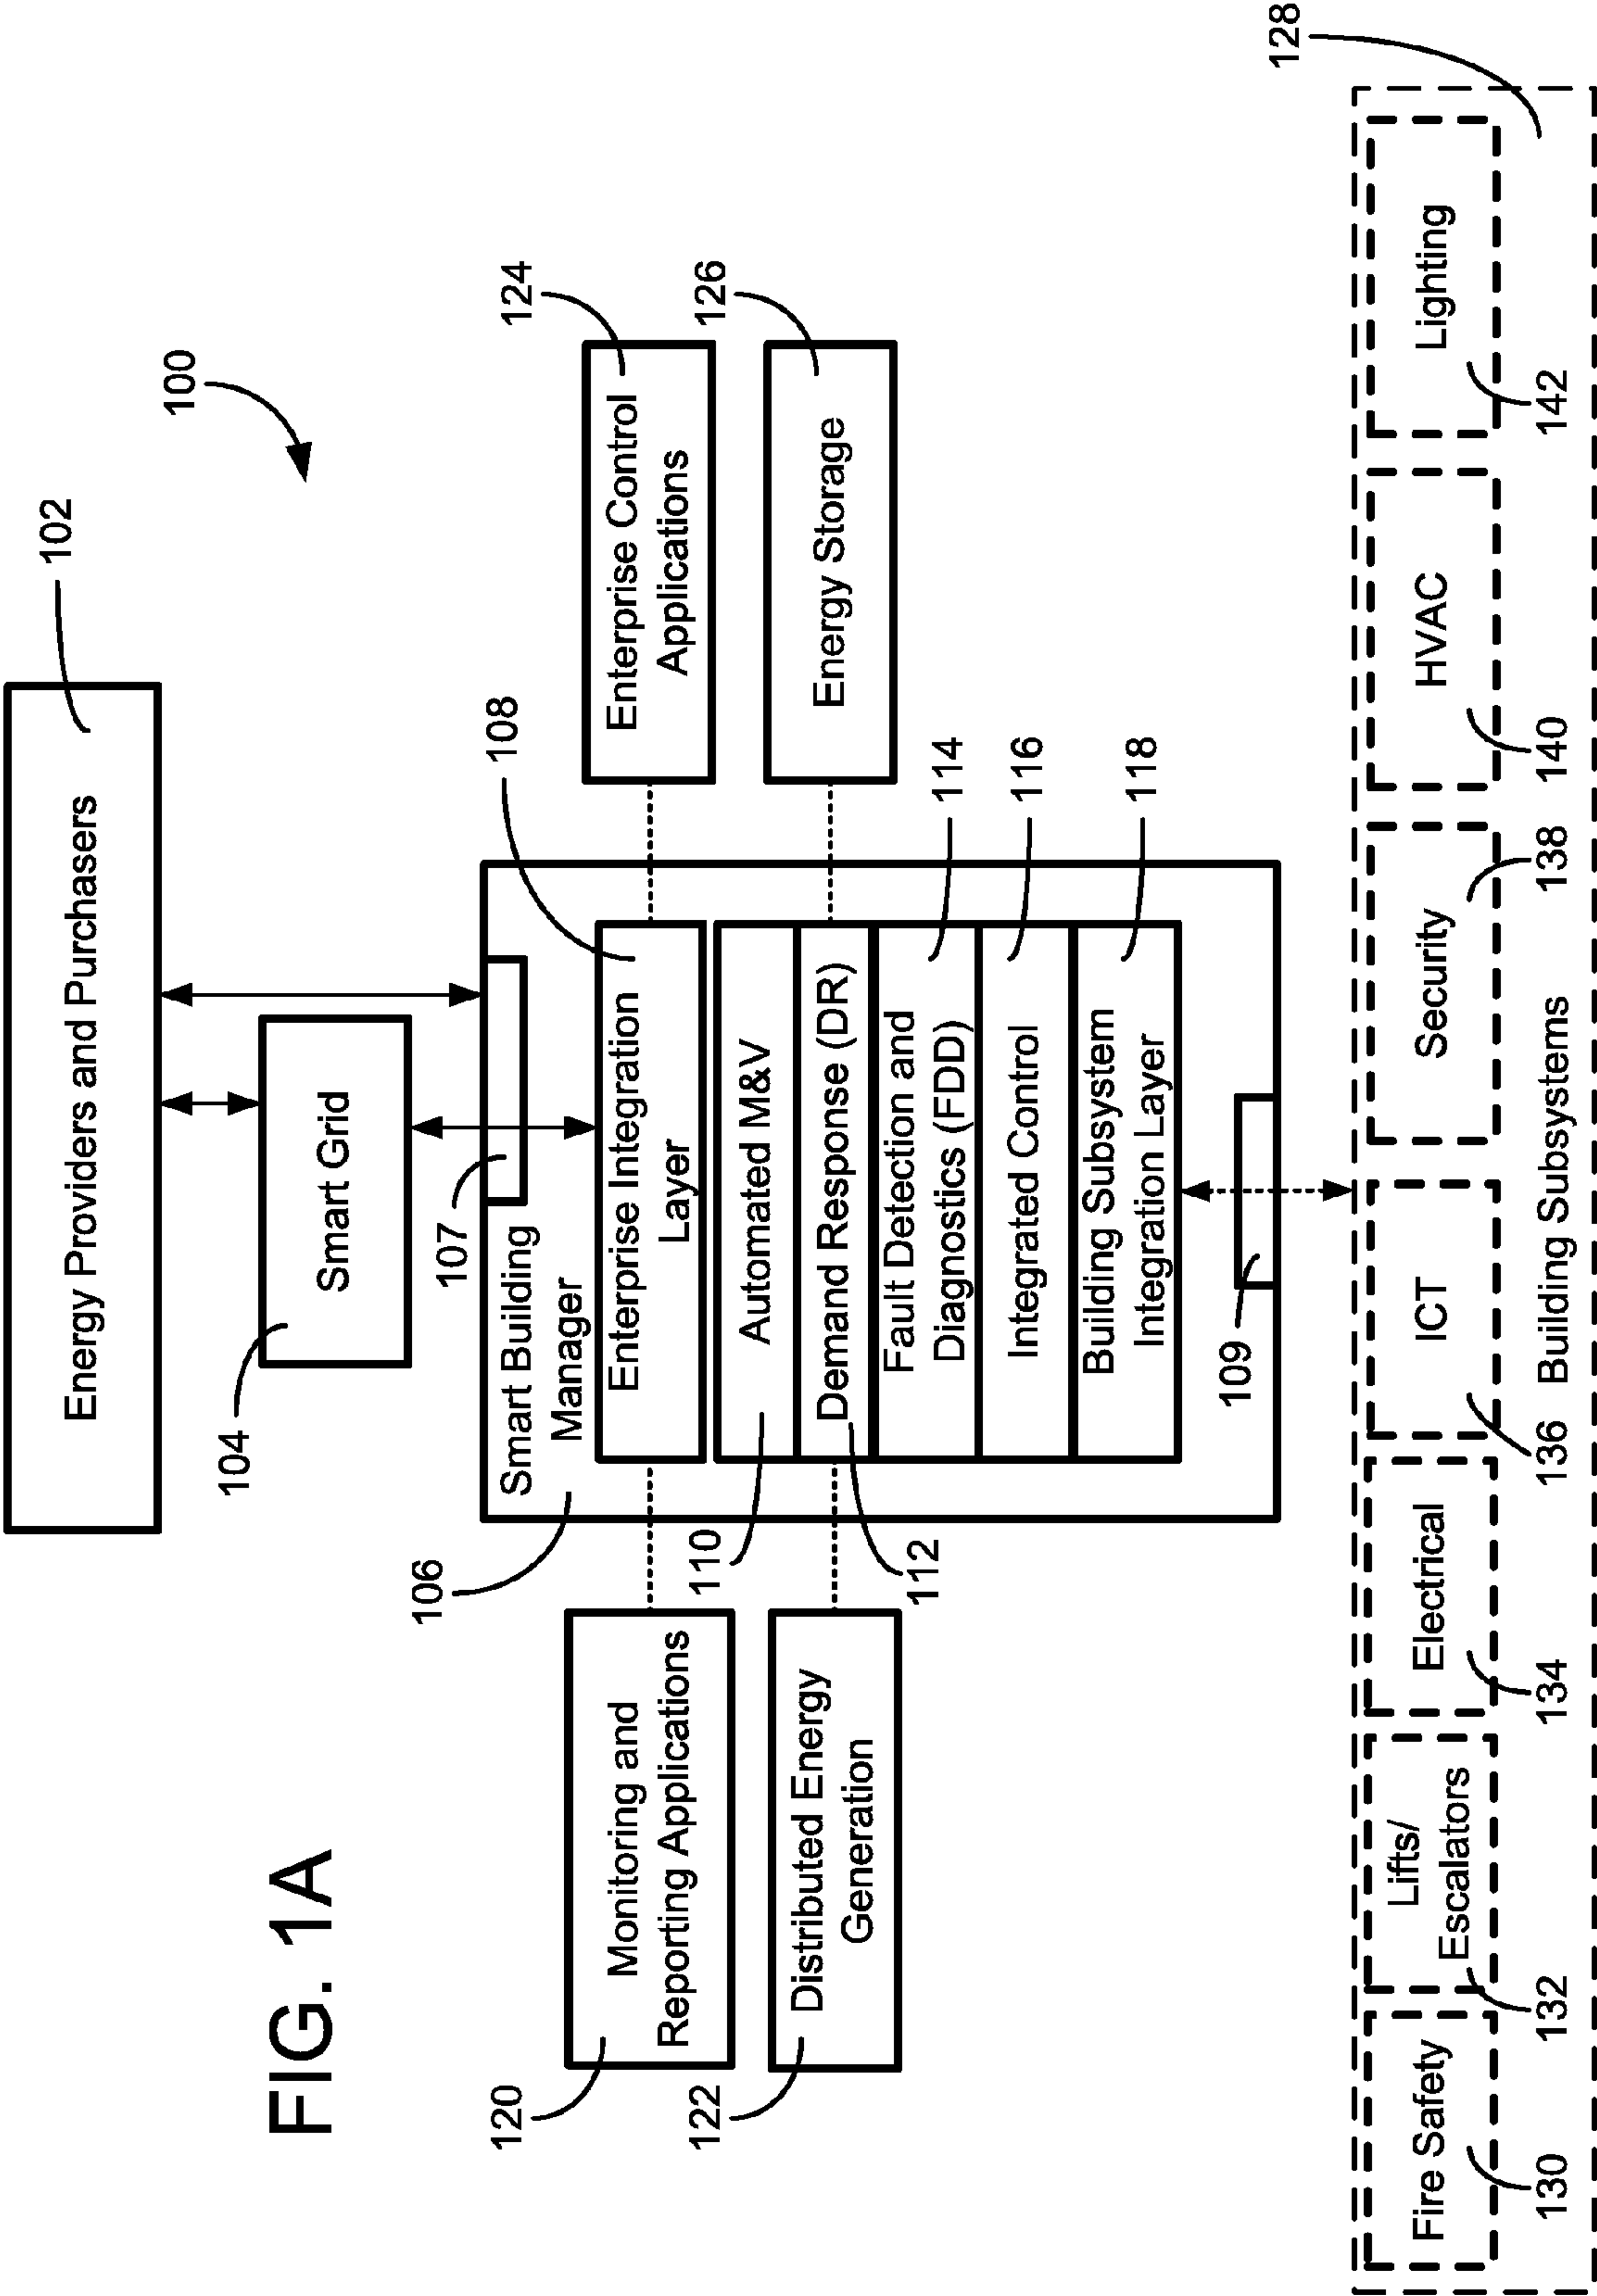 FIG. 1A
100
Energy Providers and Purchasers
102
Smart Grid
104
107
Smart Building
Manager
106
Enterprise Integration
Layer
108
Automated M&V
110
Demand Response (DR)
112
Fault Detection and
Diagnostics (FDD)
114
Integrated Control
116
Building Subsystem
Integration Layer
118
109
Monitoring and
Reporting Applications
120
Distributed Energy
Generation
122
Enterprise Control
Applications
124
Energy Storage
126
128
Fire Safety
130
Lifts/
Escalators
132
Electrical
134
ICT
136
Security
138
HVAC
140
Lighting
142
Building Subsystems